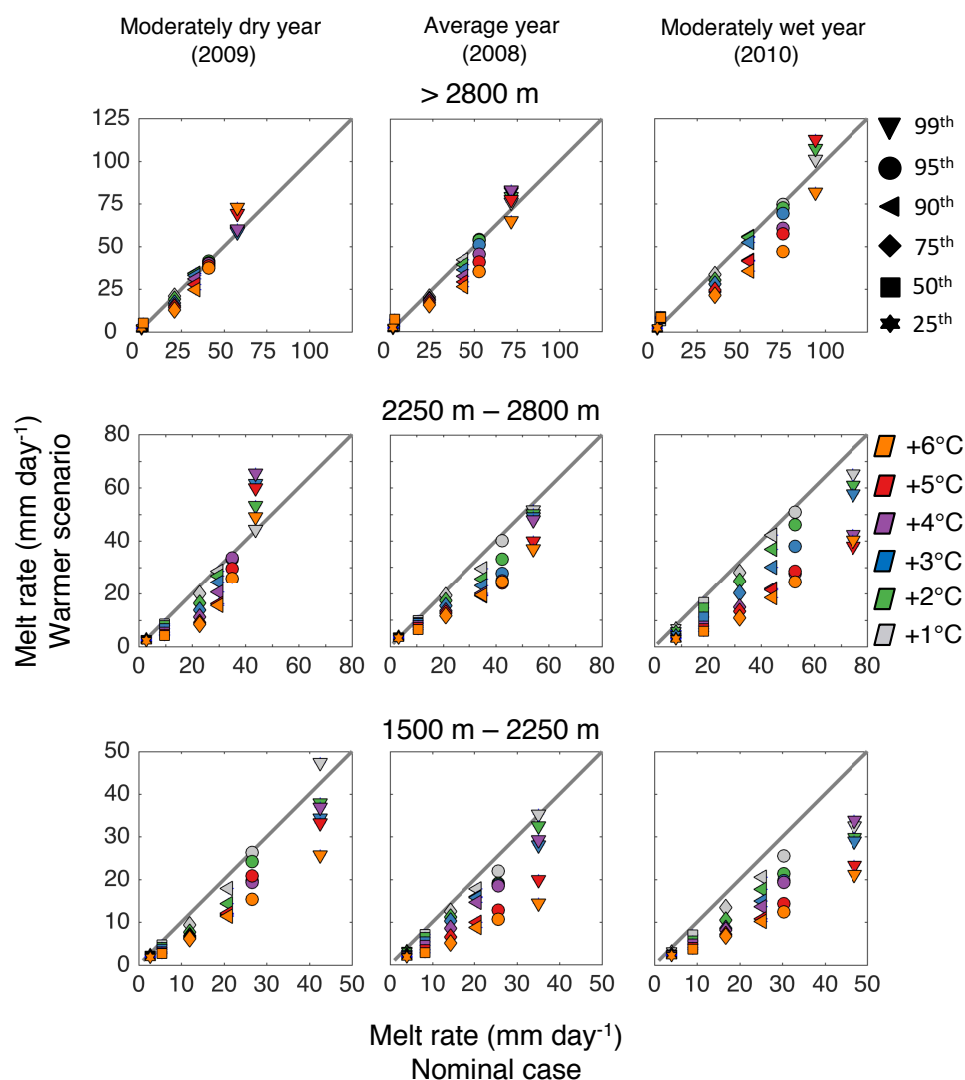 Moderately dry year
(2009)
Average year
(2008)
Moderately wet year
(2010)
> 2800 m
125
100
75
50
25
0
0 25 50 75 100
0 25 50 75 100
0 25 50 75 100
99th
95th
90th
75th
50th
25th
Melt rate (mm day-1)
Warmer scenario
2250 m – 2800 m
80
60
40
20
0
0 20 40 60 80
0 20 40 60 80
0 20 40 60 80
+6°C
+5°C
+4°C
+3°C
+2°C
+1°C
1500 m – 2250 m
50
40
30
20
10
0
0 10 20 30 40 50
0 10 20 30 40 50
0 10 20 30 40 50
Melt rate (mm day-1)
Nominal case